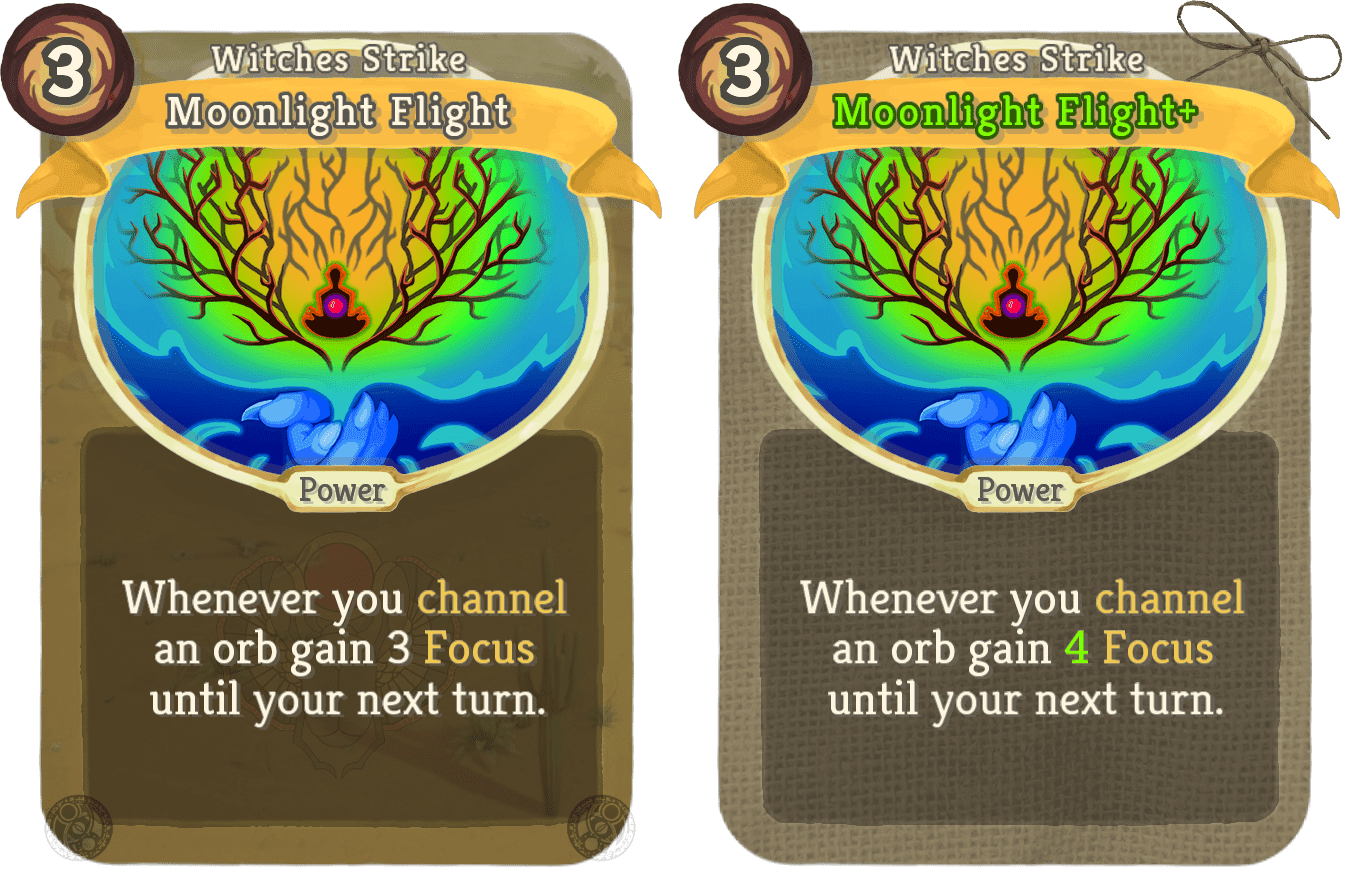 3
Witches Strike
Moonlight Flight
Power
Whenever you channel
an orb gain 3 Focus
until your next turn.
3
Witches Strike
Moonlight Flight+
Power
Whenever you channel
an orb gain 4 Focus
until your next turn.